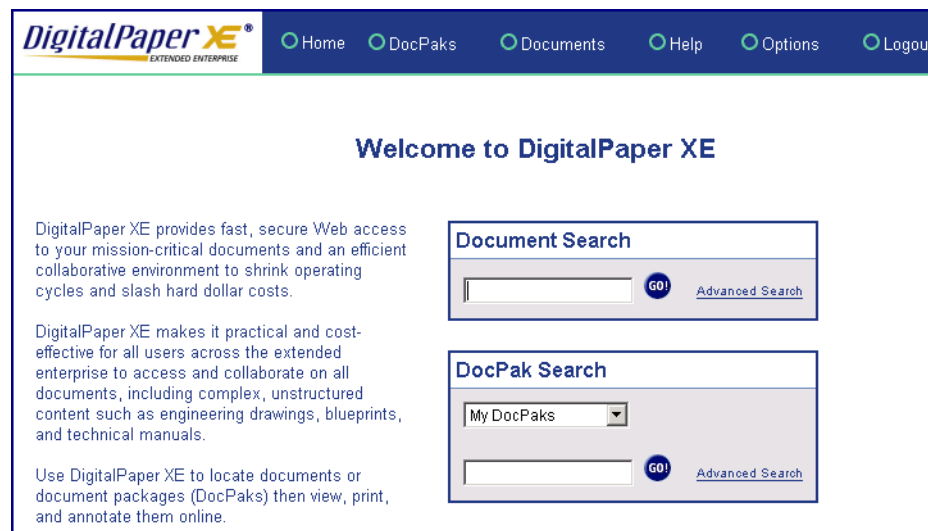 DigitalPaper XE®
EXTENDED ENTERPRISE
Home DocPaks Documents Help Options Logou
Welcome to DigitalPaper XE
DigitalPaper XE provides fast, secure Web access
to your mission-critical documents and an efficient
collaborative environment to shrink operating
cycles and slash hard dollar costs.
DigitalPaper XE makes it practical and cost-
effective for all users across the extended
enterprise to access and collaborate on all
documents, including complex, unstructured
content such as engineering drawings, blueprints,
and technical manuals.
Use DigitalPaper XE to locate documents or
document packages (DocPaks) then view, print,
and annotate them online.
Document Search
GO! Advanced Search
DocPak Search
My DocPaks
GO! Advanced Search